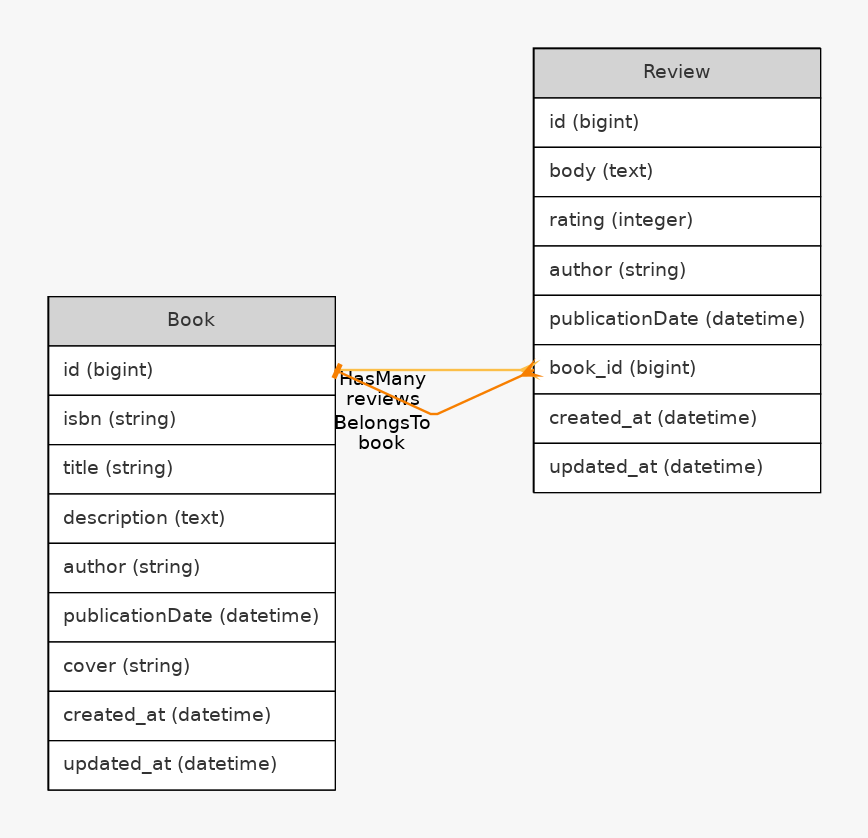 Review
id (bigint)
body (text)
rating (integer)
author (string)
publicationDate (datetime)
book_id (bigint)
created_at (datetime)
updated_at (datetime)
Book
id (bigint)
isbn (string)
title (string)
description (text)
author (string)
publicationDate (datetime)
cover (string)
created_at (datetime)
updated_at (datetime)
HasMany
reviews
BelongsTo
book